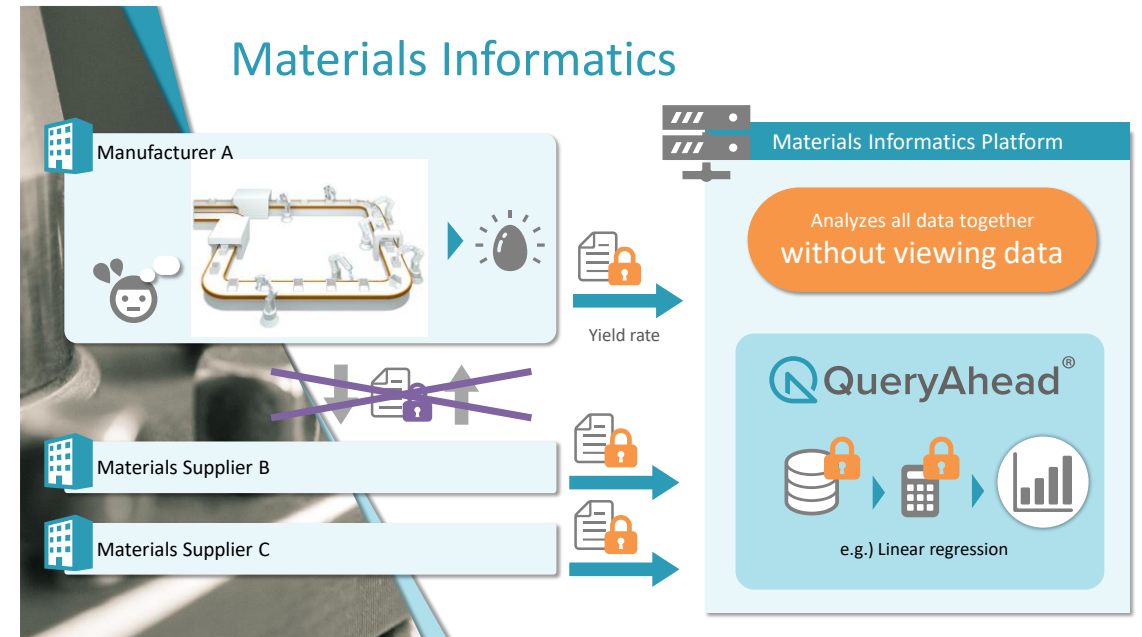 Materials Informatics
Manufacturer A
Yield rate
Materials Supplier B
Materials Supplier C
Materials Informatics Platform
Analyzes all data together
without viewing data
QueryAhead®
e.g.) Linear regression